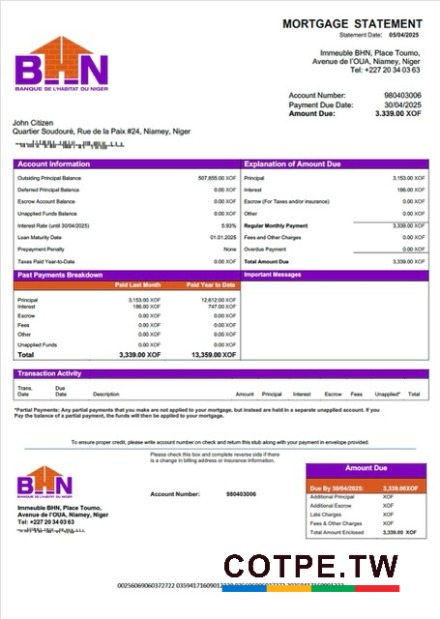 MORTGAGE STATEMENT
Statement Date: 05/04/2025
BHN
BANQUE DE L'HABITAT DU NIGER
Immeuble BHN, Place Toumo,
Avenue de l'OUA, Niamey, Niger
Tel: +227 20 34 03 63
Account Number: 980403006
Payment Due Date: 30/04/2025
Amount Due: 3.339.00 XOF
John Citizen
Quartier Soudouré, Rue de la Paix #24, Niamey, Niger
Account Information
Outsiding Principal Balance 507,855.00 XOF
Deferred Principal Balance 0.00 XOF
Escrow Account Balance 0.00 XOF
Unapplied Funds Balance 0.00 XOF
Interest Rate (until 30/04/2025) 5.93%
Loan Maturity Date 01.01.2025
Prepayment Penalty None
Taxes Paid Year-to-Date 0.00 XOF
Explanation of Amount Due
Principal 3,153.00 XOF
Interest 186.00 XOF
Escrow (For Taxes and/or insurance) 0.00 XOF
Other 0.00 XOF
Regular Monthly Payment 3,339.00 XOF
Fees and Other Charges 0.00 XOF
Overdue Payment 0.00 XOF
Total Amount Due 3,339.00 XOF
Past Payments Breakdown
Paid Last Month Paid Year to Date
Principal 3,153.00 XOF 12,612.00 XOF
Interest 186.00 XOF 747.00 XOF
Escrow 0.00 XOF 0.00 XOF
Fees 0.00 XOF 0.00 XOF
Other 0.00 XOF 0.00 XOF
Unapplied Funds 0.00 XOF 0.00 XOF
Total 3,339.00 XOF 13,359.00 XOF
Important Messages
Transaction Activity
Trans. Date Due Date Description Amount Principal Interest Escrow Fees Unapplied* Total
*Partial Payments: Any partial payments that you make are not applied to your mortgage, but instead are held in a separate unapplied account. If you
Pay the balance of a partial payment, the funds will then be applied to your mortgage.
To ensure proper credit, please write account number on check and return this stub along with your payment in envelope provided.
Please check this box and complete reverse side if there
is a change in billing address or insurance information.
BHN
BANQUE DE L'HABITAT DU NIGER
Account Number: 980403006
Immeuble BHN, Place Toumo,
Avenue de l'OUA, Niamey, Niger
Tel: +227 20 34 03 63
Amount Due
Due By 30/04/2025: 3,339.00 XOF
Additional Principal XOF
Additional Escrow XOF
Late Charges XOF
Fees & Other Charges XOF
Total Amount Enclosed 3,339.00 XOF
COTPE.TW